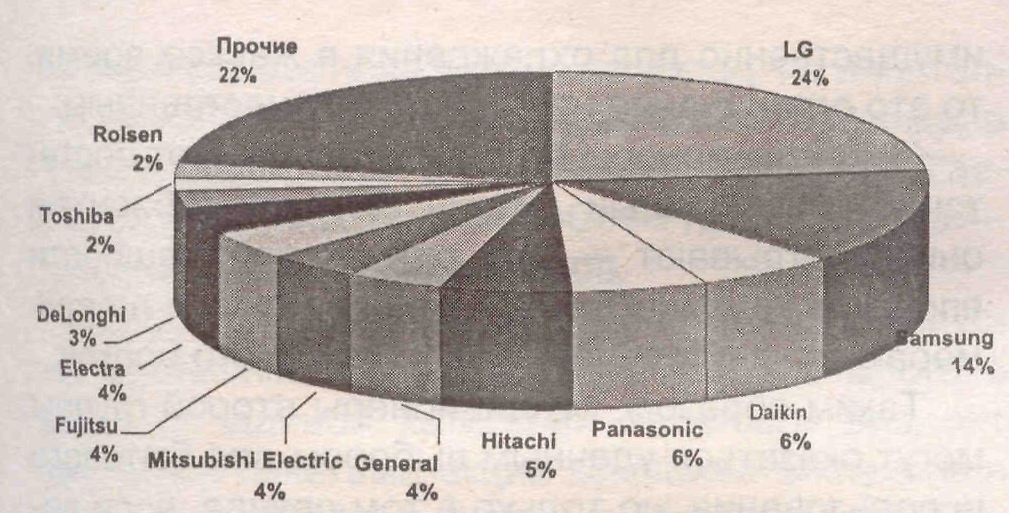 Прочие
22%
LG
24%
Rolsen
2%
Toshiba
2%
DeLonghi
3%
Electra
4%
Fujitsu
4%
Mitsubishi Electric
4%
General
4%
Hitachi
5%
Panasonic
6%
Daikin
6%
Samsung
14%